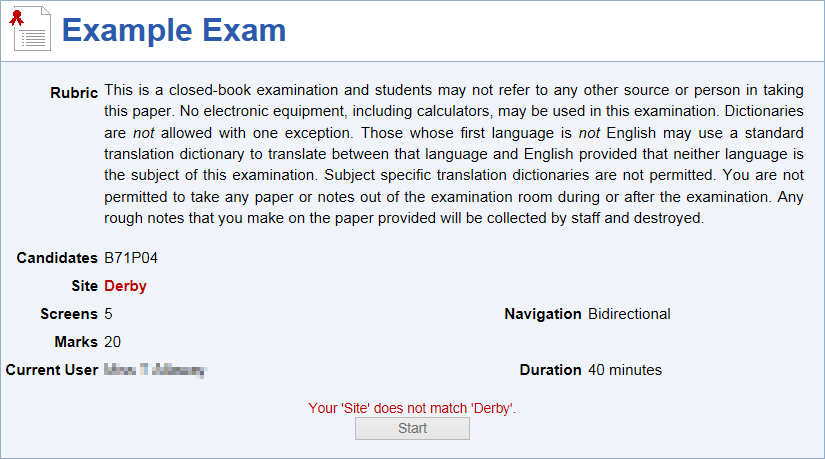 Example Exam
Rubric This is a closed-book examination and students may not refer to any other source or person in taking
this paper. No electronic equipment, including calculators, may be used in this examination. Dictionaries
are not allowed with one exception. Those whose first language is not English may use a standard
translation dictionary to translate between that language and English provided that neither language is
the subject of this examination. Subject specific translation dictionaries are not permitted. You are not
permitted to take any paper or notes out of the examination room during or after the examination. Any
rough notes that you make on the paper provided will be collected by staff and destroyed.
Candidates B71P04
Site Derby
Screens 5 Navigation Bidirectional
Marks 20
Current User Duration 40 minutes
Your 'Site' does not match 'Derby'.
Start